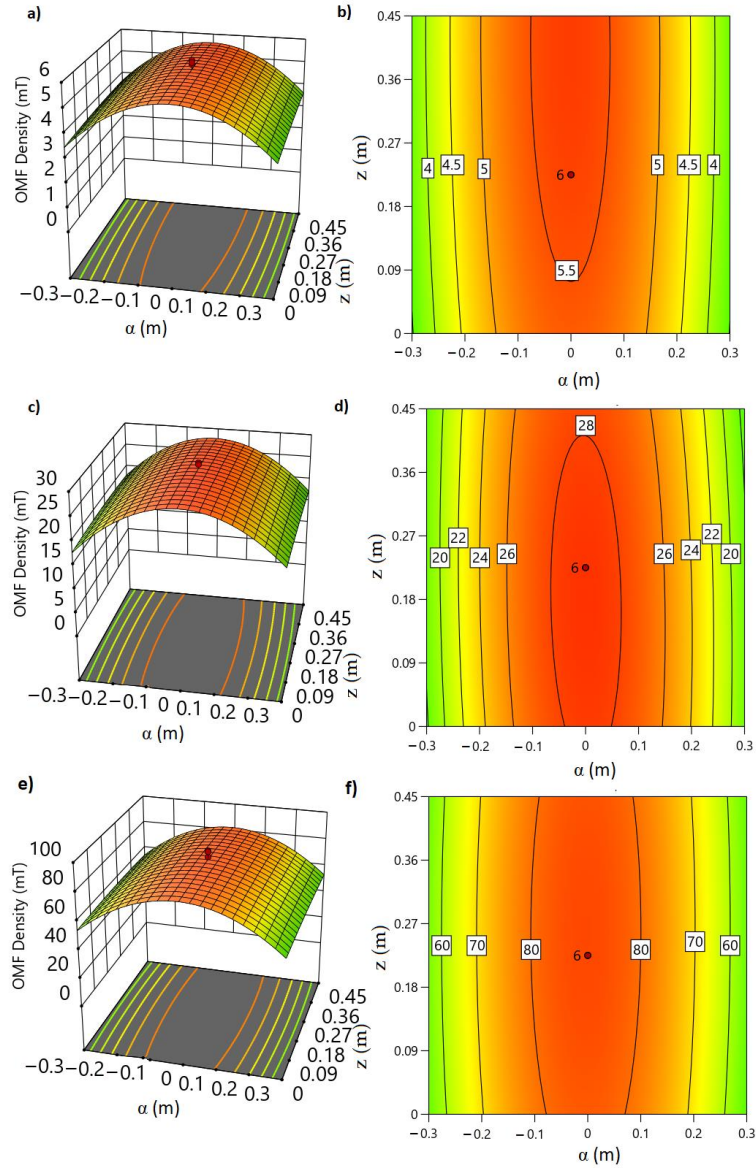 a)
6
5
4
3
2
1
0
OMF Density (mT)
−0.3 −0.2 −0.1 0 0.1 0.2 0.3
α (m)
0.45
0.36
0.27
0.18
0.09
0
z (m)
b)
0.45
0.36
0.27
0.18
0.09
0
z (m)
4 4.5 5 6 5 4.5 4
5.5
−0.3 −0.2 −0.1 0 0.1 0.2 0.3
α (m)
c)
30
25
20
15
10
5
0
OMF Density (mT)
−0.3 −0.2 −0.1 0 0.1 0.2 0.3
α (m)
0.45
0.36
0.27
0.18
0.09
0
z (m)
d)
0.45
0.36
0.27
0.18
0.09
0
z (m)
28
20 22 24 26 6 26 24 22 20
−0.3 −0.2 −0.1 0 0.1 0.2 0.3
α (m)
e)
100
80
60
40
20
0
OMF Density (mT)
−0.3 −0.2 −0.1 0 0.1 0.2 0.3
α (m)
0.45
0.36
0.27
0.18
0.09
0
z (m)
f)
0.45
0.36
0.27
0.18
0.09
0
z (m)
60 70 80 6 80 70 60
−0.3 −0.2 −0.1 0 0.1 0.2 0.3
α (m)